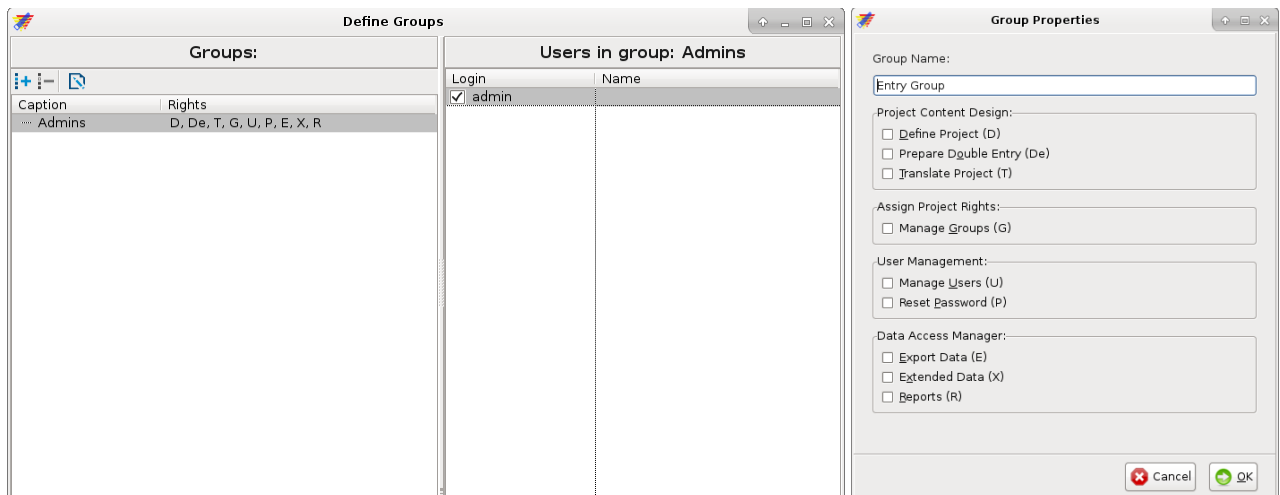 Define Groups
Groups:
Caption Rights
Admins D, De, T, G, U, P, E, X, R
Users in group: Admins
Login Name
admin
Group Properties
Group Name:
Entry Group
Project Content Design:
Define Project (D)
Prepare Double Entry (De)
Translate Project (T)
Assign Project Rights:
Manage Groups (G)
User Management:
Manage Users (U)
Reset Password (P)
Data Access Manager:
Export Data (E)
Extended Data (X)
Reports (R)
Cancel OK